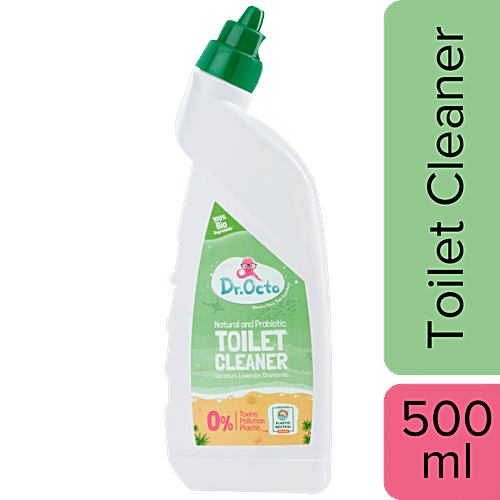 100%
Bio
Degradable
Dr.Octo
Natural and Probiotic
TOILET
CLEANER
Geranium, Lavender, Chamomile
0%
Toxins
Pollution
Plastic
PLASTIC
NEUTRAL
Toilet Cleaner
500
ml